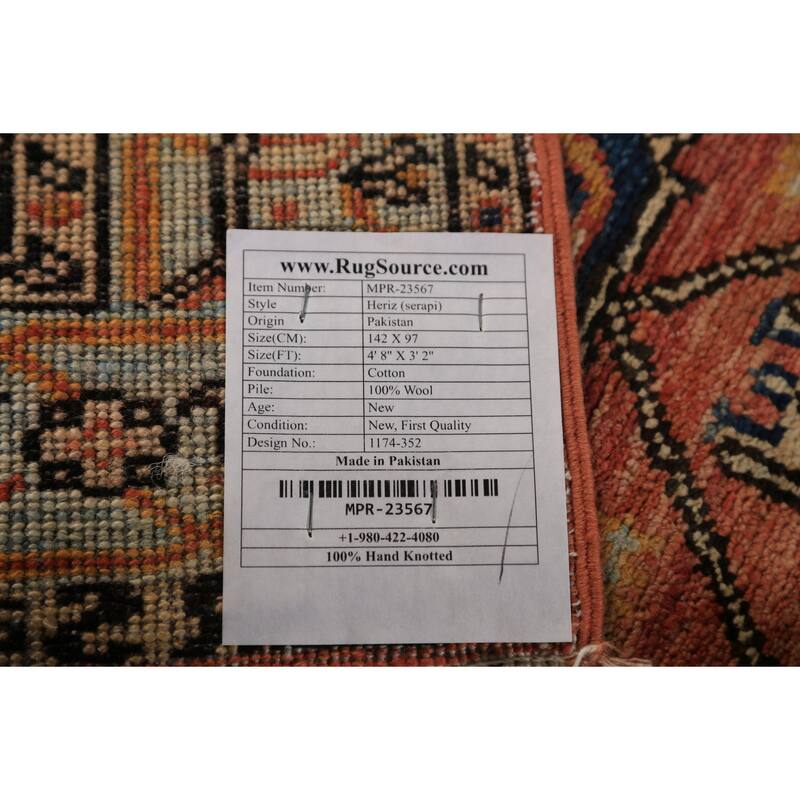 www.RugSource.com
Item Number: MPR-23567
Style Heriz (serapi)
Origin Pakistan
Size(CM): 142 X 97
Size(FT): 4' 8" X 3' 2"
Foundation: Cotton
Pile: 100% Wool
Age: New
Condition: New, First Quality
Design No.: 1174-352
Made in Pakistan
MPR-23567
+1-980-422-4080
100% Hand Knotted